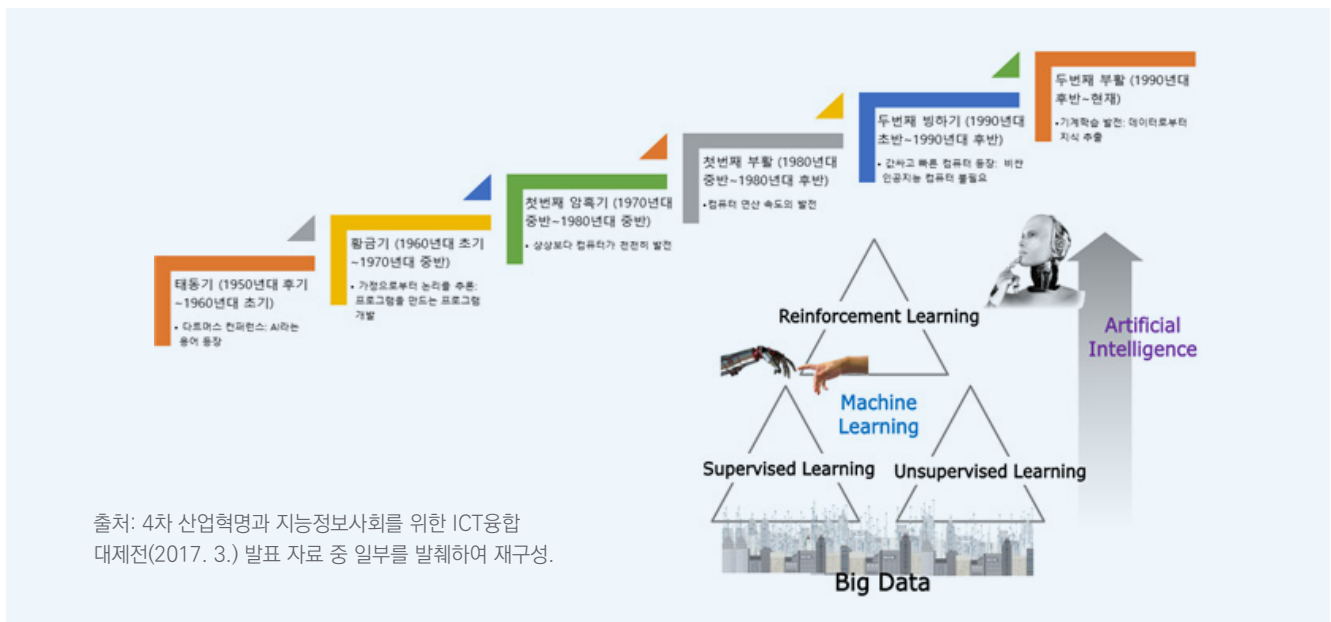 태동기 (1950년대 후기
~1960년대 초기)
• 다트머스 컨퍼런스: AI라는
용어 등장
황금기 (1960년대 초기
~1970년대 중반)
• 가정으로부터 논리를 추론:
프로그램을 만드는 프로그램
개발
첫번째 암흑기 (1970년대
중반~1980년대 중반)
• 상상보다 컴퓨터가 천천히 발전
첫번째 부활 (1980년대
중반~1980년대 후반)
•컴퓨터 연산 속도의 발전
두번째 빙하기 (1990년대
초반~1990년대 후반)
• 값싸고 빠른 컴퓨터 등장: 비싼
인공지능 컴퓨터 불필요
두번째 부활 (1990년대
후반~현재)
•기계학습 발전: 데이터로부터
지식 추출
Reinforcement Learning
Artificial
Intelligence
Machine
Learning
Supervised Learning
Unsupervised Learning
Big Data
출처: 4차 산업혁명과 지능정보사회를 위한 ICT융합
대제전(2017. 3.) 발표 자료 중 일부를 발췌하여 재구성.